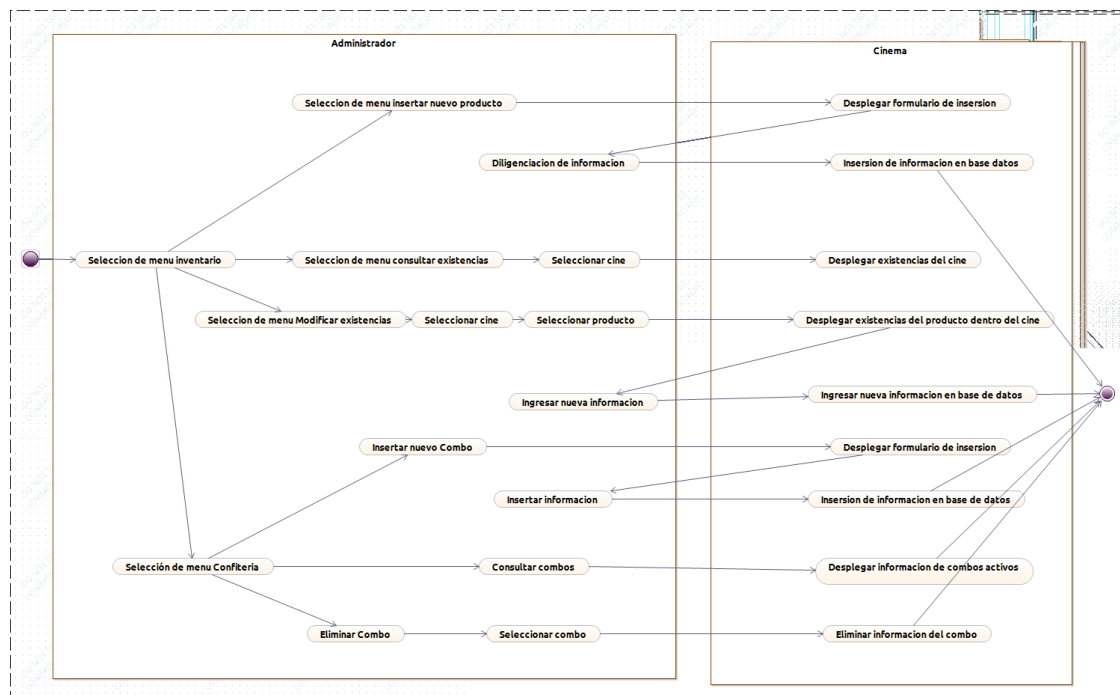 Administrador
Cinema
Seleccion de menu insertar nuevo producto
Desplegar formulario de insersion
Diligenciacion de informacion
Insersion de informacion en base datos
Seleccion de menu inventario
Seleccion de menu consultar existencias
Seleccionar cine
Desplegar existencias del cine
Seleccion de menu Modificar existencias
Seleccionar cine
Seleccionar producto
Desplegar existencias del producto dentro del cine
Ingresar nueva informacion
Ingresar nueva informacion en base de datos
Insertar nuevo Combo
Desplegar formulario de insersion
Insertar informacion
Insersion de informacion en base de datos
Selección de menu Confiteria
Consultar combos
Desplegar informacion de combos activos
Eliminar Combo
Seleccionar combo
Eliminar informacion del combo